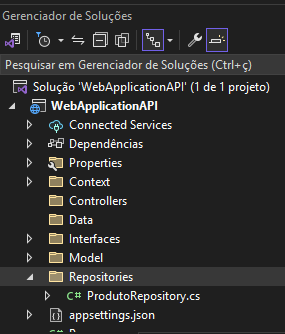 Gerenciador de Soluções
Pesquisar em Gerenciador de Soluções (Ctrl+ç)
Solução 'WebApplicationAPI' (1 de 1 projeto)
WebApplicationAPI
Connected Services
Dependências
Properties
Context
Controllers
Data
Interfaces
Model
Repositories
C# ProdutoRepository.cs
appsettings.json